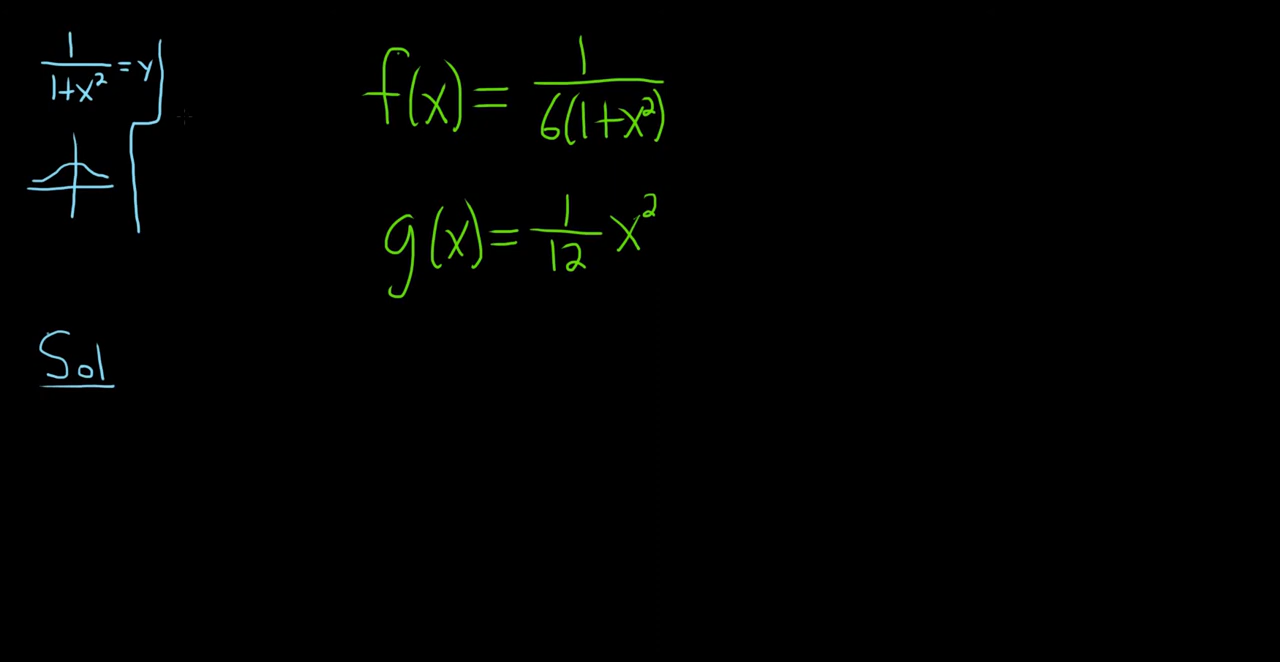 1/(1+x²) = y
f(x) = 1/(6(1+x²))
g(x) = 1/12 x²
Sol